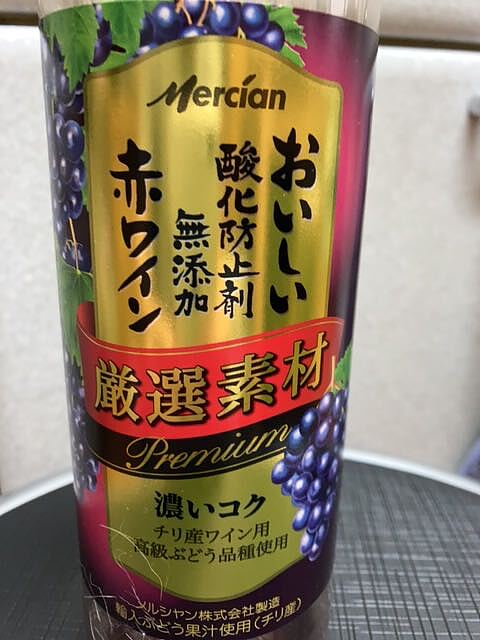 Mercian
おいしい
酸化防止剤
無添加
赤ワイン
厳選素材
Premium
濃いコク
チリ産ワイン用
高級ぶどう品種使用
メルシャン株式会社製造
輸入ぶどう果汁使用(チリ産)